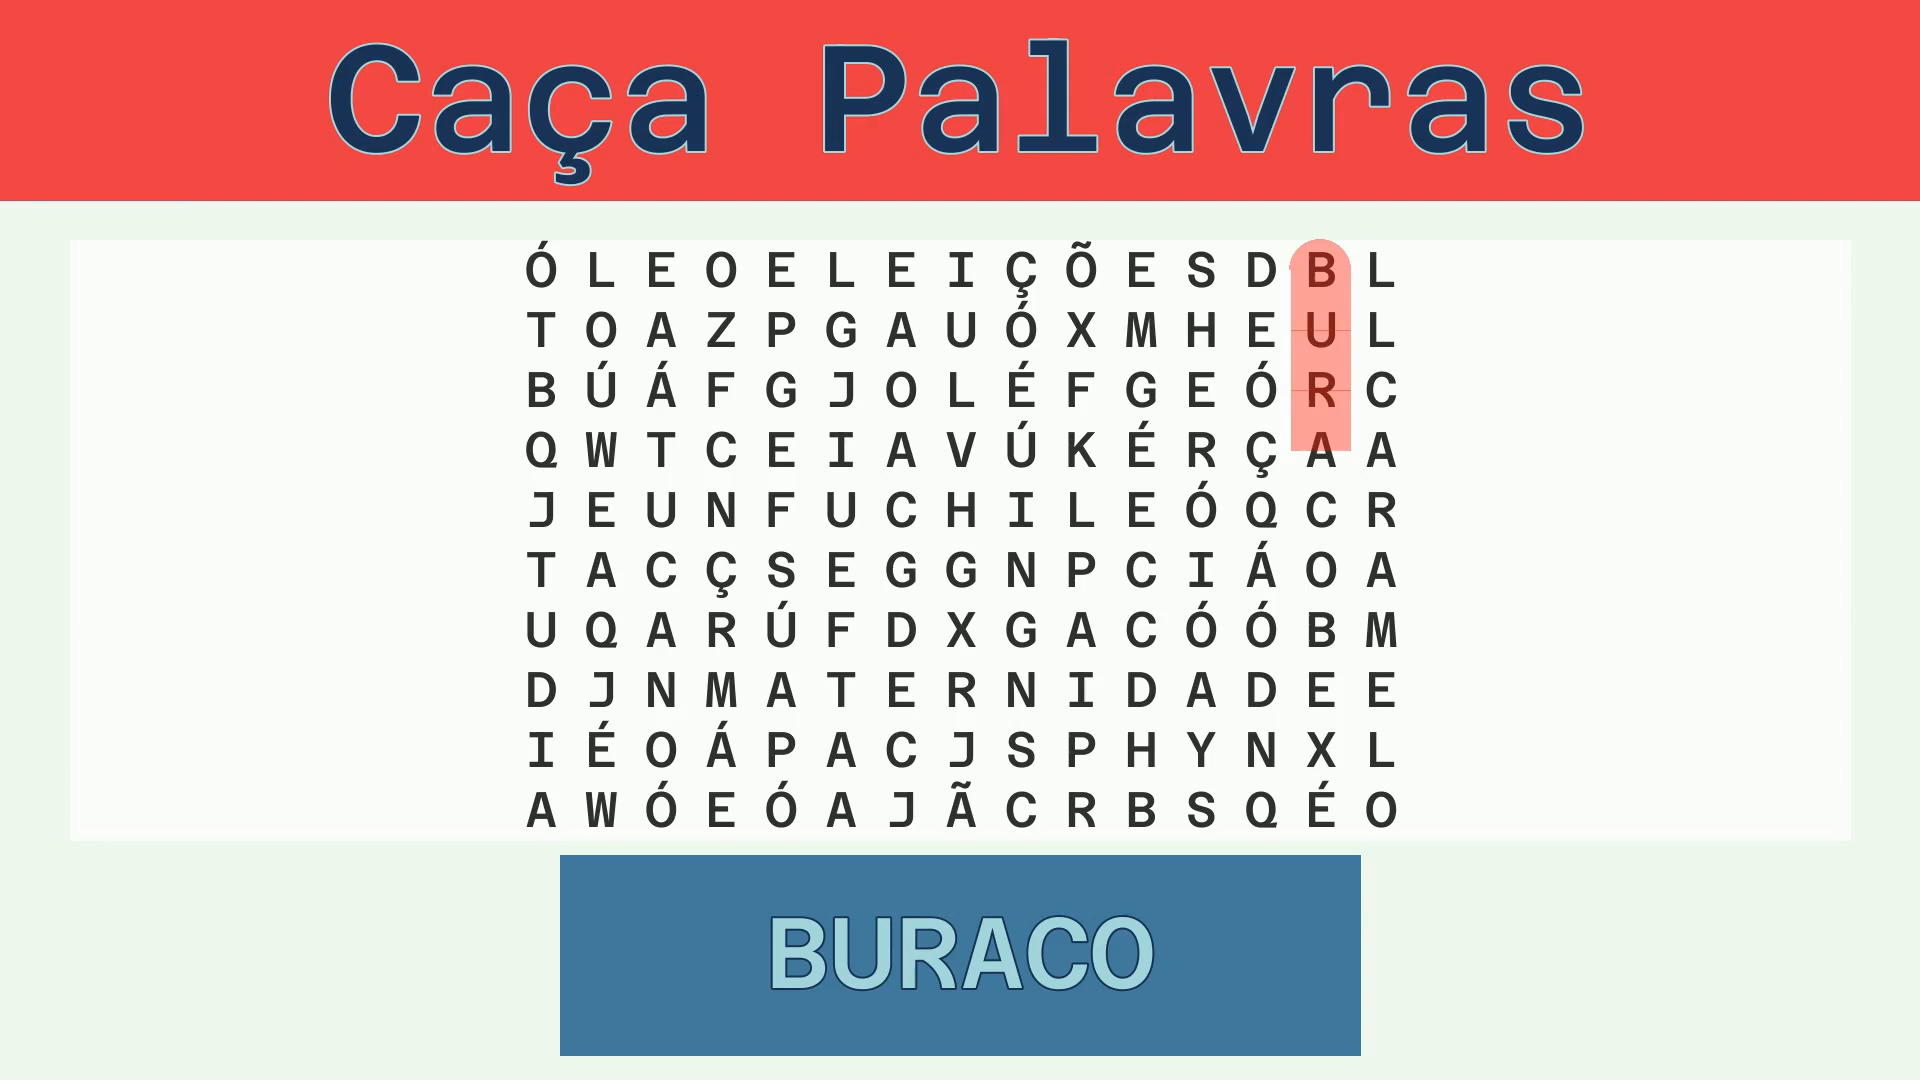 Caça Palavras
Ó L E O E L E I Ç Õ E S D B L
T O A Z P G A U Ó X M H E U L
B Ú Á F G J O L É F G E Ó R C
Q W T C E I A V Ú K É R Ç A A
J E U N F U C H I L E Ó Q C R
T A C Ç S E G G N P C I Á O A
U Q A R Ú F D X G A C Ó Ó B M
D J N M A T E R N I D A D E E
I É O Á P A C J S P H Y N X L
A W Ó E Ó A J Ã C R B S Q É O
BURACO